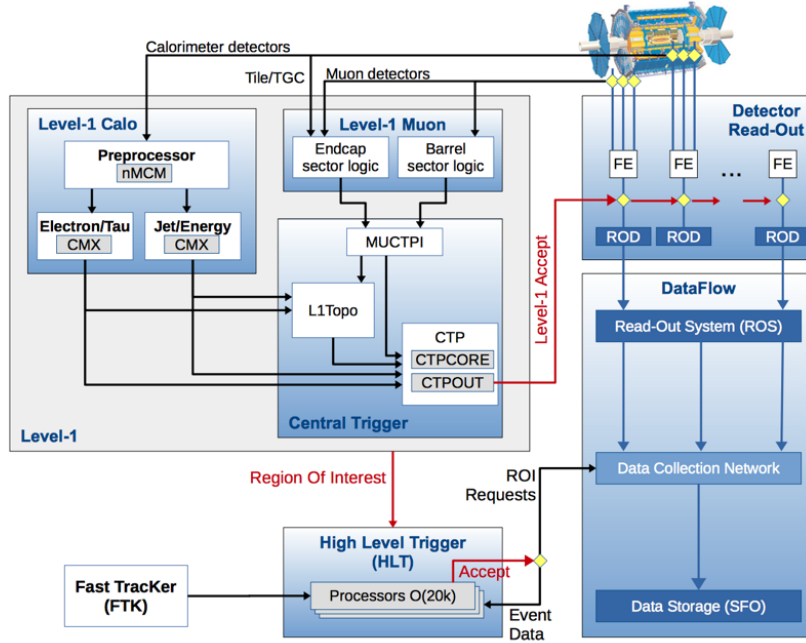 Calorimeter detectors
Tile/TGC
Muon detectors
Level-1 Calo
Preprocessor
nMCM
Electron/Tau
CMX
Jet/Energy
CMX
Level-1 Muon
Endcap
sector logic
Barrel
sector logic
MUCTPI
L1Topo
CTP
CTPCORE
CTPOUT
Central Trigger
Level-1
Level-1 Accept
Detector
Read-Out
FE
FE
...
FE
ROD
ROD
ROD
DataFlow
Read-Out System (ROS)
Data Collection Network
Data Storage (SFO)
Region Of Interest
ROI
Requests
High Level Trigger
(HLT)
Accept
Processors O(20k)
Event
Data
Fast TracKer
(FTK)